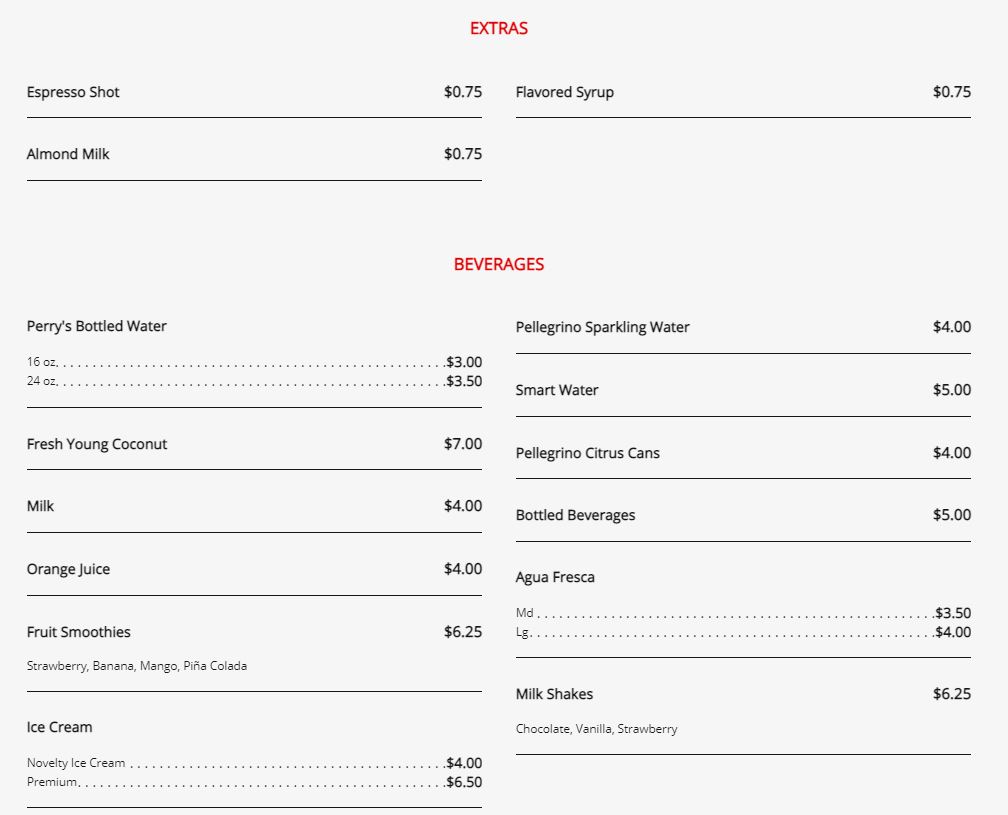 EXTRAS
Espresso Shot $0.75
Almond Milk $0.75
Flavored Syrup $0.75
BEVERAGES
Perry's Bottled Water
16 oz. $3.00
24 oz. $3.50
Fresh Young Coconut $7.00
Milk $4.00
Orange Juice $4.00
Fruit Smoothies $6.25
Strawberry, Banana, Mango, Piña Colada
Ice Cream
Novelty Ice Cream $4.00
Premium $6.50
Pellegrino Sparkling Water $4.00
Smart Water $5.00
Pellegrino Citrus Cans $4.00
Bottled Beverages $5.00
Agua Fresca
Md $3.50
Lg. $4.00
Milk Shakes $6.25
Chocolate, Vanilla, Strawberry